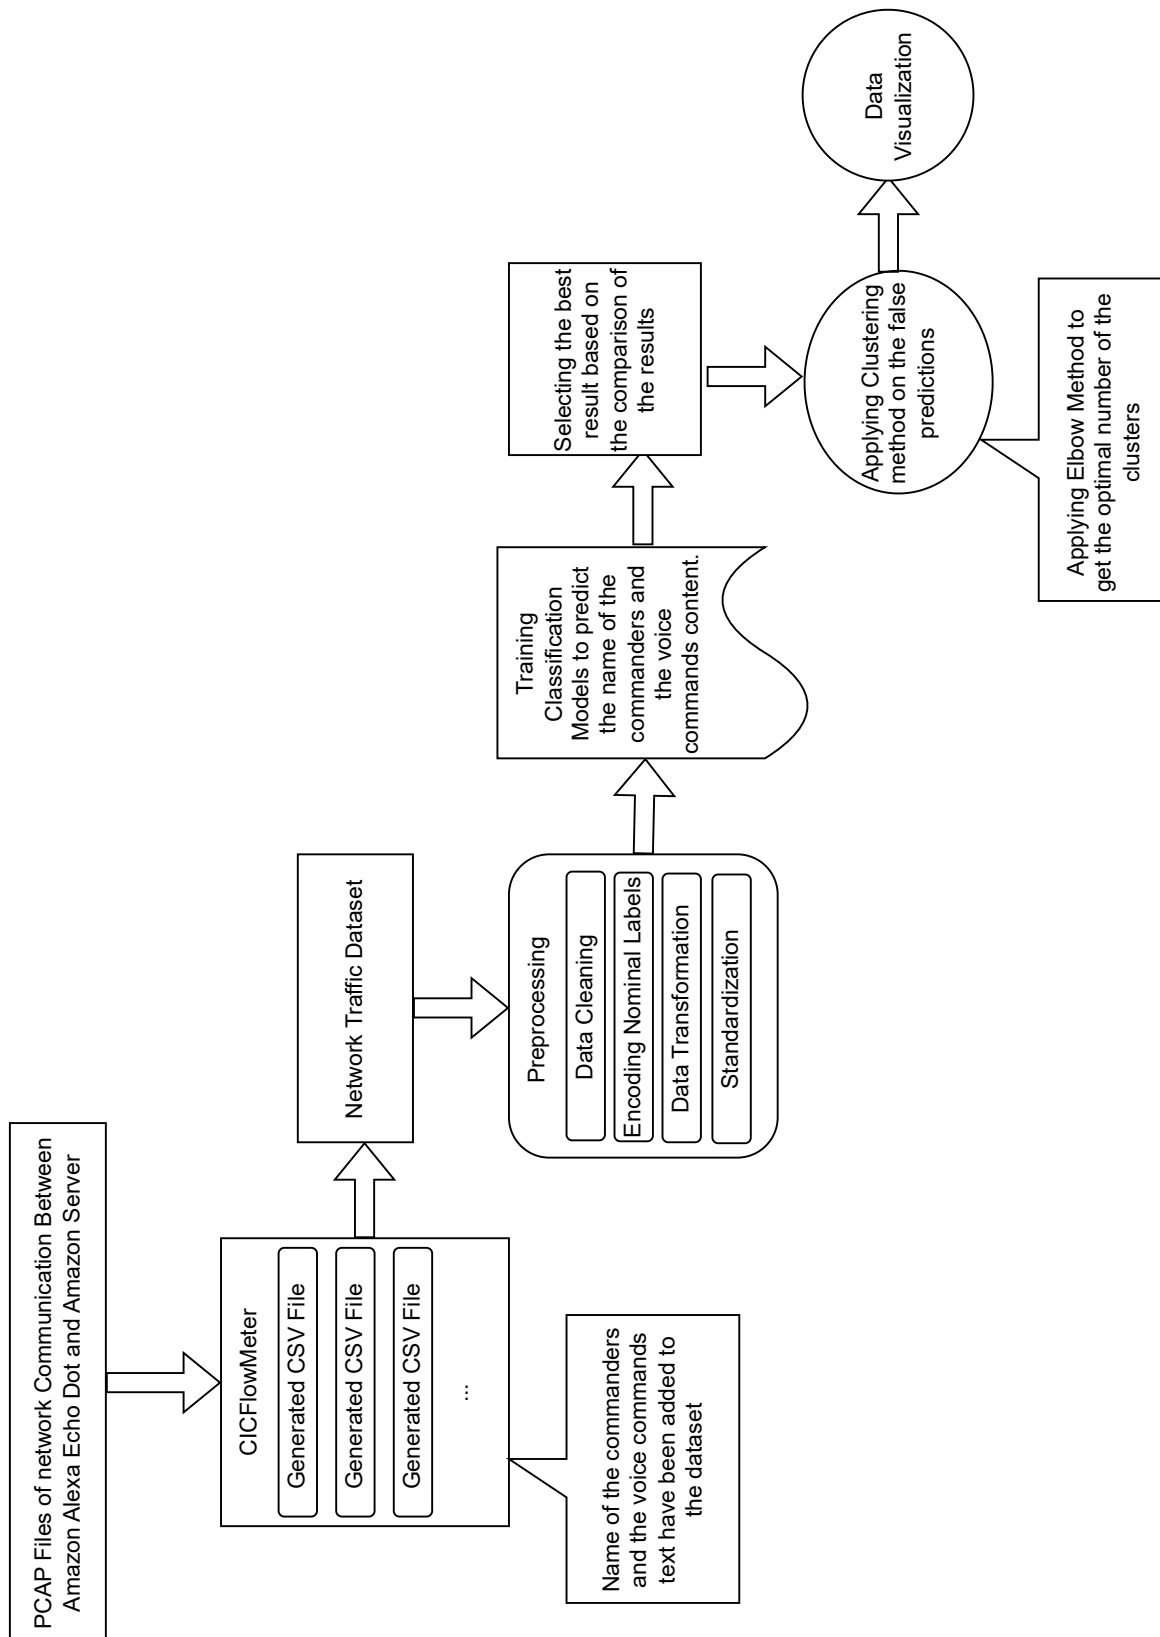 PCAP Files of network Communication Between
Amazon Alexa Echo Dot and Amazon Server
CICFlowMeter
Generated CSV File
Generated CSV File
Generated CSV File
...
Name of the commanders
and the voice commands
text have been added to
the dataset
Network Traffic Dataset
Preprocessing
Data Cleaning
Encoding Nominal Labels
Data Transformation
Standardization
Training
Classification
Models to predict
the name of the
commanders and
the voice
commands content.
Selecting the best
result based on
the comparison of
the results
Applying Clustering
method on the false
predictions
Applying Elbow Method to
get the optimal number of the
clusters
Data
Visualization